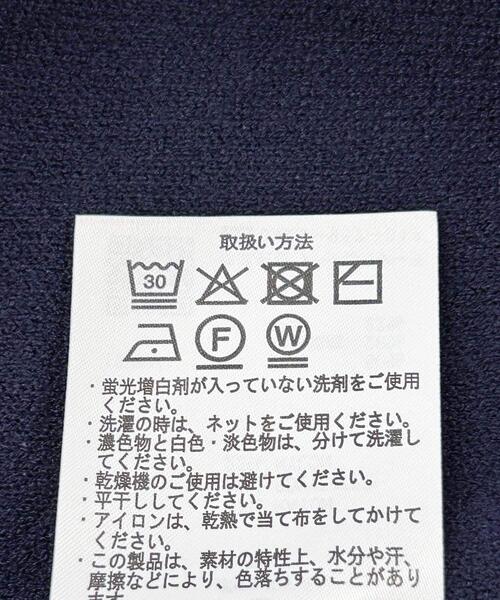 取扱い方法
30
F W
・蛍光増白剤が入っていない洗剤をご使用
ください。
・洗濯の時は、ネットをご使用ください。
・濃色物と白色・淡色物は、分けて洗濯し
てください。
・乾燥機のご使用は避けてください。
・平干ししてください。
・アイロンは、乾熱で当て布をしてかけて
ください。
・この製品は、素材の特性上、水分や汗、
摩擦などにより、色落ちすることがあり
ます。